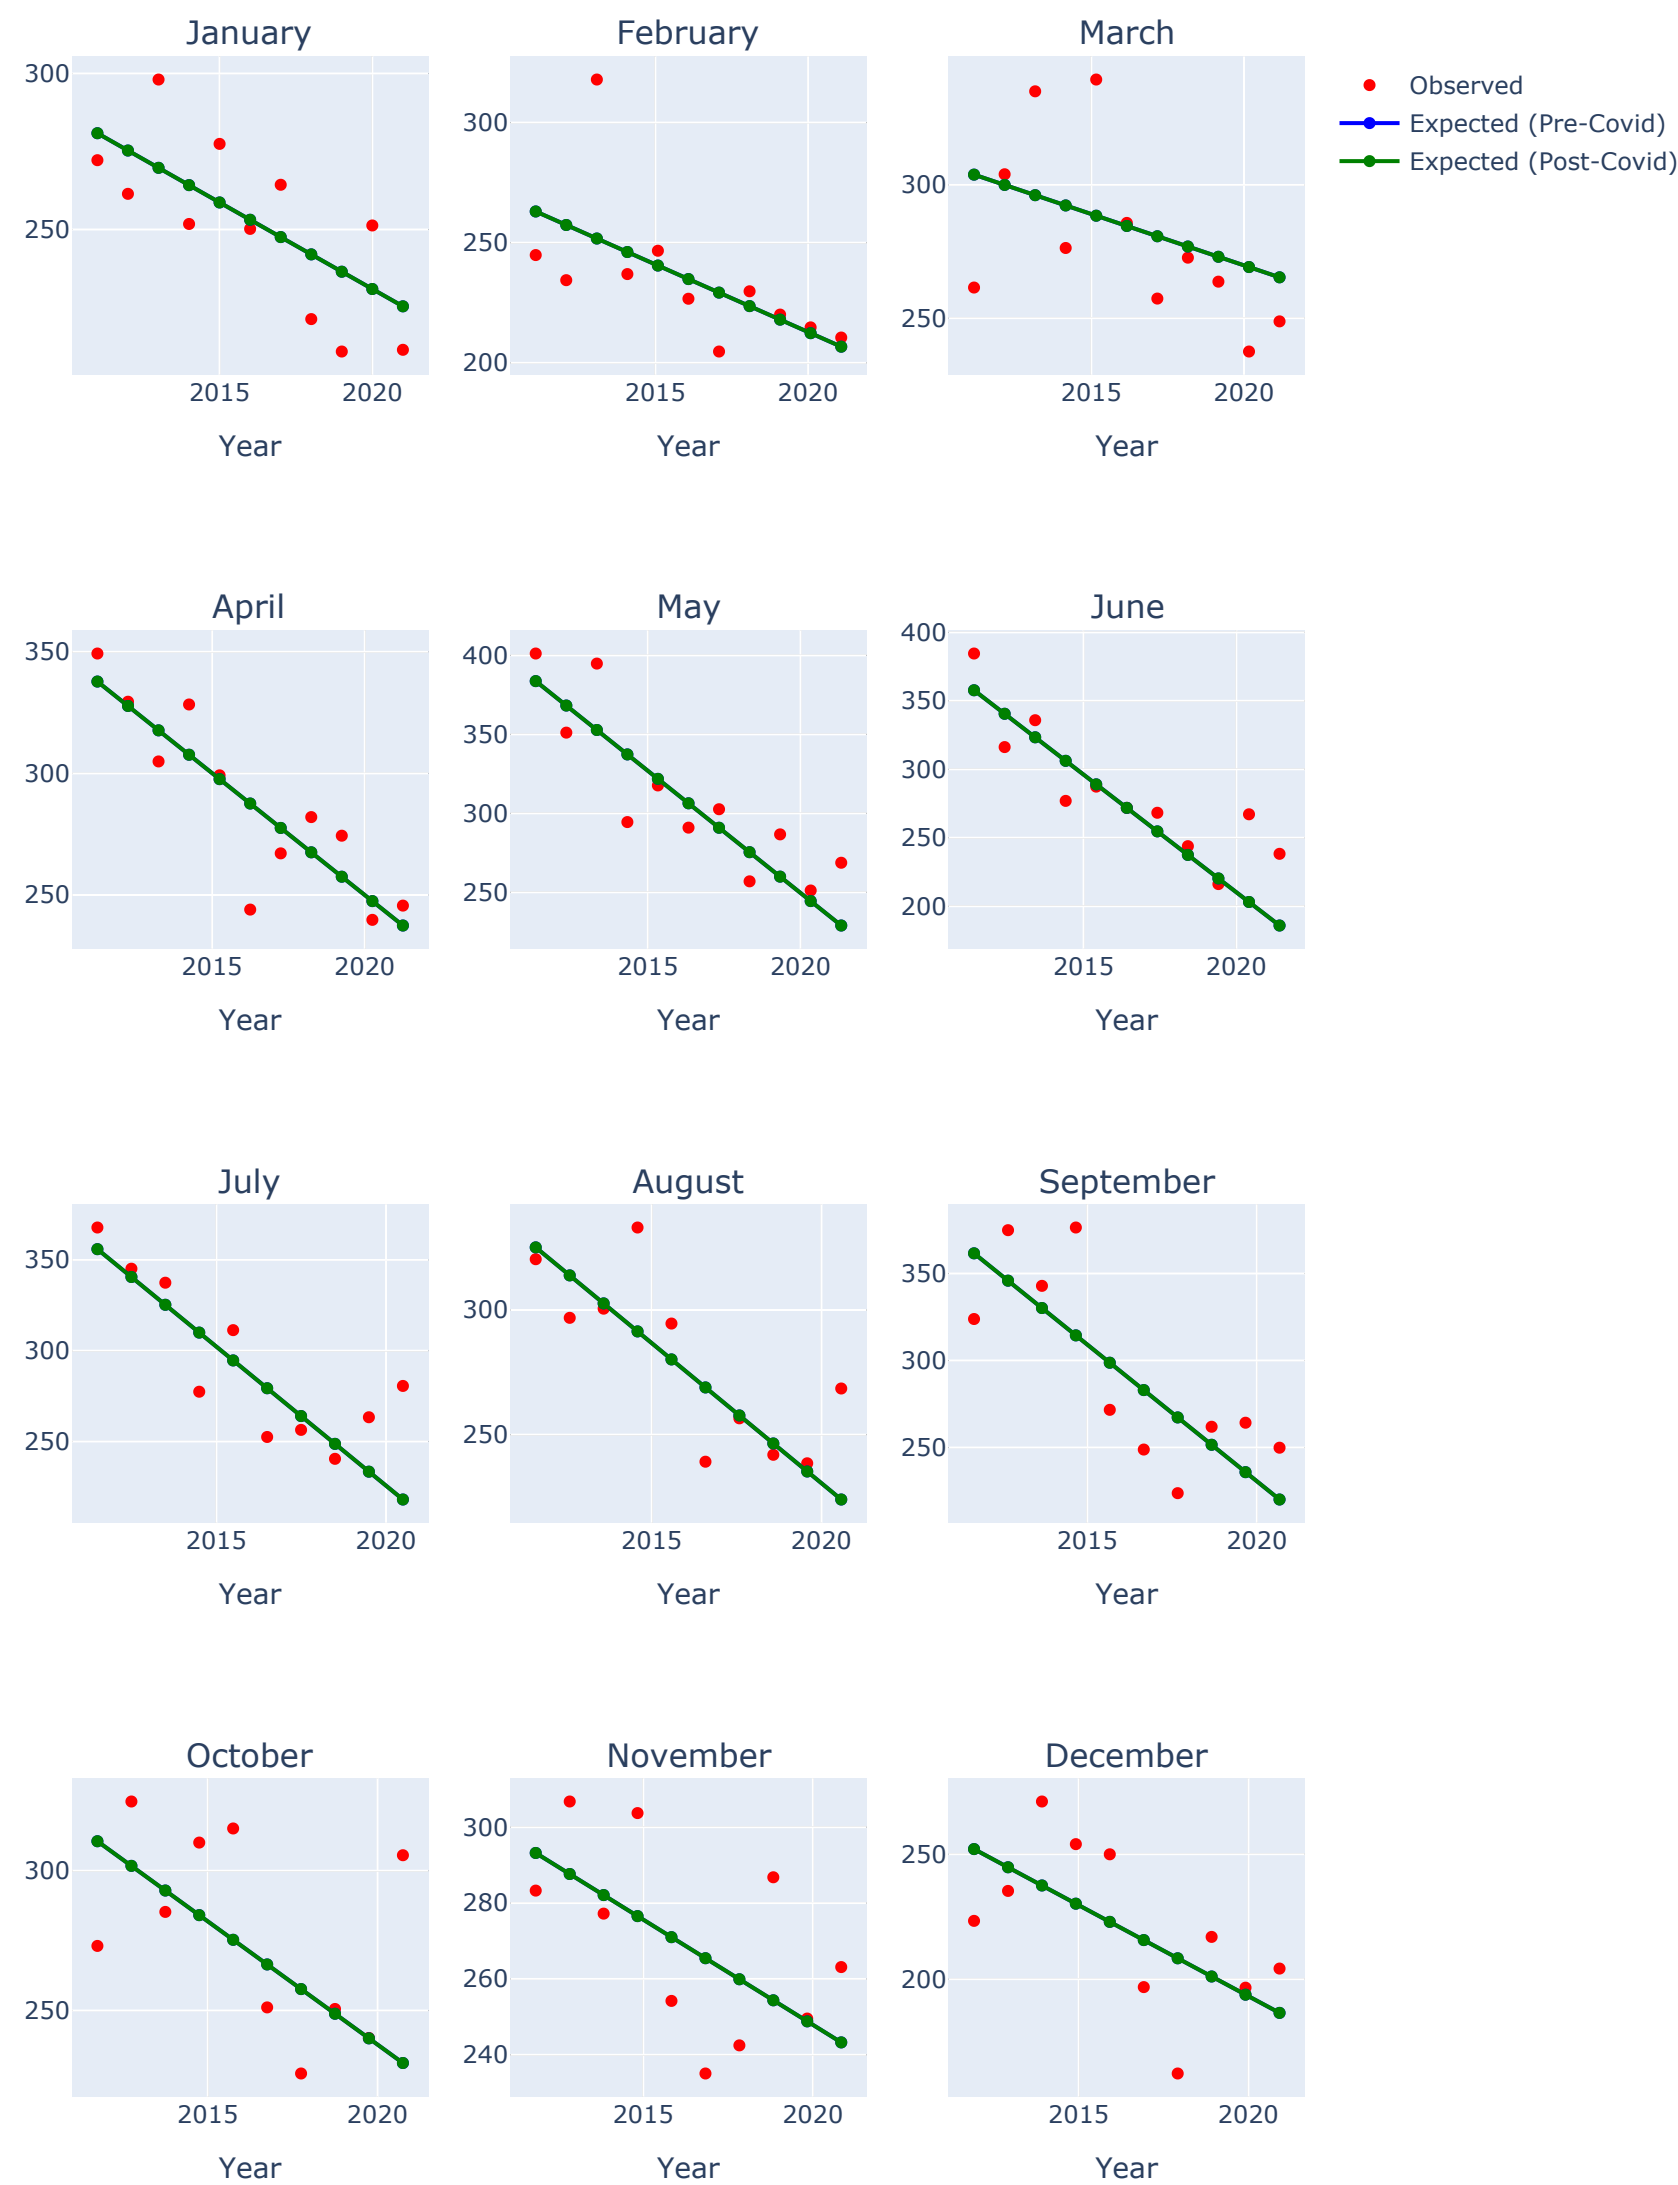 January
February
March
300
250
2015
2020
Year
300
250
200
2015
2020
Year
300
250
2015
2020
Year
Observed
Expected (Pre-Covid)
Expected (Post-Covid)
April
May
June
350
300
250
2015
2020
Year
400
350
300
250
2015
2020
Year
400
350
300
250
200
2015
2020
Year
July
August
September
350
300
250
2015
2020
Year
300
250
2015
2020
Year
350
300
250
2015
2020
Year
October
November
December
300
250
2015
2020
Year
300
280
260
240
2015
2020
Year
250
200
2015
2020
Year